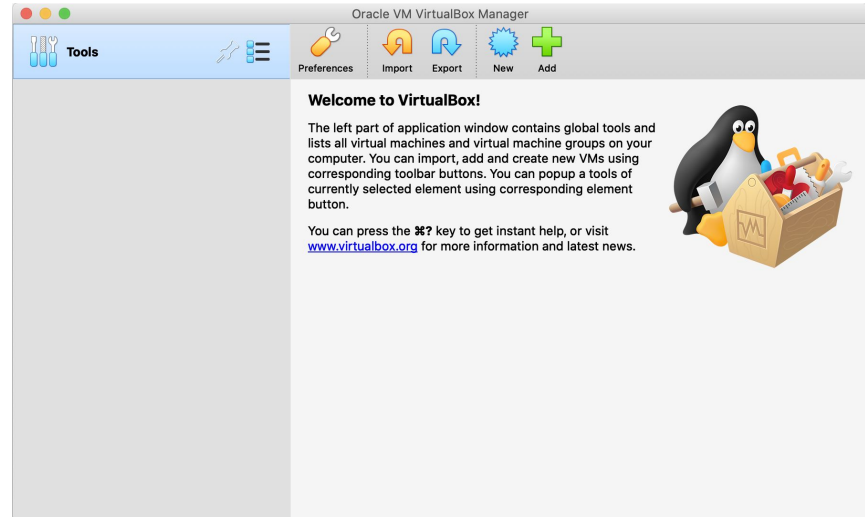 Oracle VM VirtualBox Manager
Tools
Preferences
Import
Export
New
Add
Welcome to VirtualBox!
The left part of application window contains global tools and
lists all virtual machines and virtual machine groups on your
computer. You can import, add and create new VMs using
corresponding toolbar buttons. You can popup a tools of
currently selected element using corresponding element
button.
You can press the ⌘? key to get instant help, or visit
www.virtualbox.org for more information and latest news.